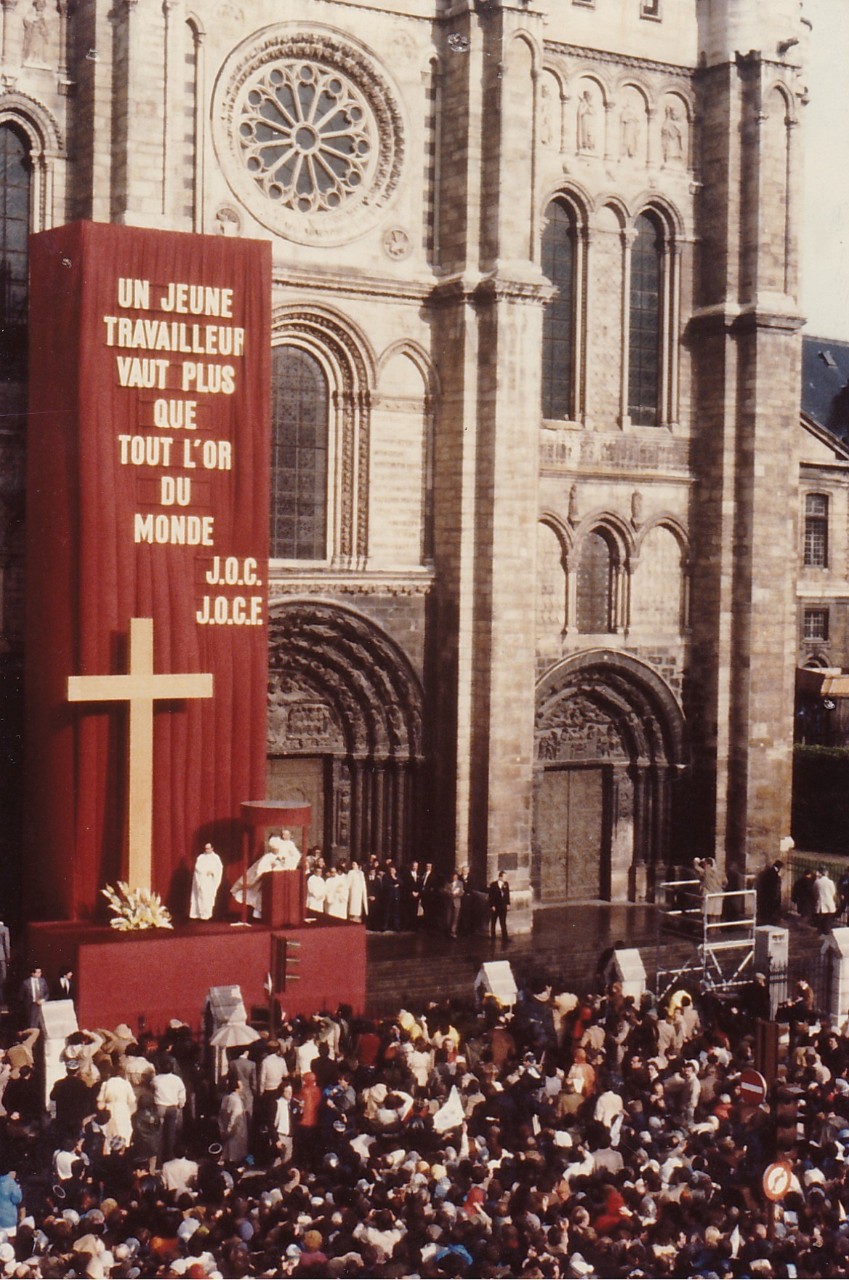 UN JEUNE
TRAVAILLEUR
VAUT PLUS
QUE
TOUT L'OR
DU
MONDE
J.O.C.
J.O.C.F.